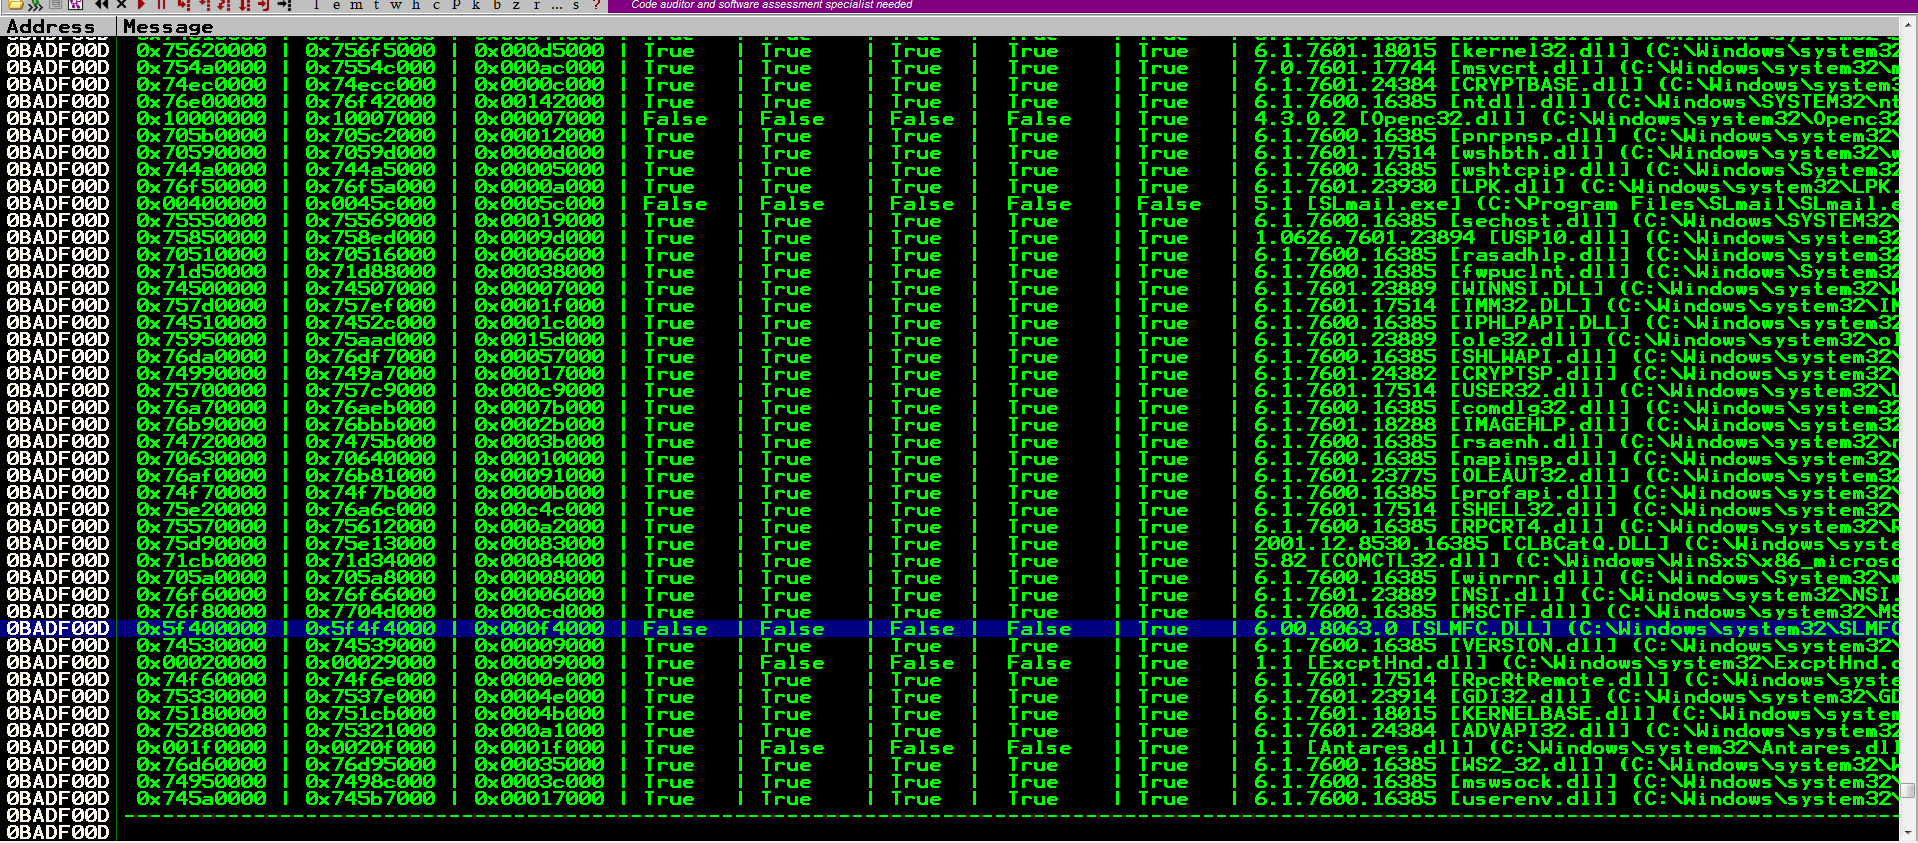 l e m t w h c p k b z r ... s ?
Code auditor and software assessment specialist needed
Address Message
0BADF00D 0x75620000 | 0x756f5000 | 0x000d5000 | True | True | True | True | True | 6.1.7601.18015 [kernel32.dll] (C:\Windows\system32
0BADF00D 0x754a0000 | 0x7554c000 | 0x000ac000 | True | True | True | True | True | 7.0.7601.17744 [msvcrt.dll] (C:\Windows\system32\m
0BADF00D 0x74ec0000 | 0x74ecc000 | 0x0000c000 | True | True | True | True | True | 6.1.7601.24384 [CRYPTBASE.dll] (C:\Windows\system3
0BADF00D 0x76e00000 | 0x76f42000 | 0x00142000 | True | True | True | True | True | 6.1.7600.16385 [ntdll.dll] (C:\Windows\SYSTEM32\nt
0BADF00D 0x10000000 | 0x10007000 | 0x00007000 | False | False | False | False | True | 4.3.0.2 [Openc32.dll] (C:\Windows\system32\Openc32
0BADF00D 0x705b0000 | 0x705c2000 | 0x00012000 | True | True | True | True | True | 6.1.7600.16385 [pnrpnsp.dll] (C:\Windows\system32\
0BADF00D 0x70590000 | 0x7059d000 | 0x0000d000 | True | True | True | True | True | 6.1.7601.17514 [wshbth.dll] (C:\Windows\system32\w
0BADF00D 0x744a0000 | 0x744a5000 | 0x00005000 | True | True | True | True | True | 6.1.7600.16385 [wshtcpip.dll] (C:\Windows\System32
0BADF00D 0x76f50000 | 0x76f5a000 | 0x0000a000 | True | True | True | True | True | 6.1.7601.23930 [LPK.dll] (C:\Windows\system32\LPK.
0BADF00D 0x00400000 | 0x0045c000 | 0x0005c000 | False | False | False | False | False | 5.1 [SLmail.exe] (C:\Program Files\SLmail\SLmail.e
0BADF00D 0x75550000 | 0x75569000 | 0x00019000 | True | True | True | True | True | 6.1.7600.16385 [sechost.dll] (C:\Windows\SYSTEM32\
0BADF00D 0x75850000 | 0x758ed000 | 0x0009d000 | True | True | True | True | True | 1.0626.7601.23894 [USP10.dll] (C:\Windows\system32
0BADF00D 0x70510000 | 0x70516000 | 0x00006000 | True | True | True | True | True | 6.1.7600.16385 [rasadhlp.dll] (C:\Windows\system32
0BADF00D 0x71d50000 | 0x71d88000 | 0x00038000 | True | True | True | True | True | 6.1.7600.16385 [fwpuclnt.dll] (C:\Windows\System32
0BADF00D 0x74500000 | 0x74507000 | 0x00007000 | True | True | True | True | True | 6.1.7601.23889 [WINNSI.DLL] (C:\Windows\system32\W
0BADF00D 0x757d0000 | 0x757ef000 | 0x0001f000 | True | True | True | True | True | 6.1.7601.17514 [IMM32.DLL] (C:\Windows\system32\IM
0BADF00D 0x74510000 | 0x7452c000 | 0x0001c000 | True | True | True | True | True | 6.1.7600.16385 [IPHLPAPI.DLL] (C:\Windows\system32
0BADF00D 0x75950000 | 0x75aad000 | 0x0015d000 | True | True | True | True | True | 6.1.7601.23889 [ole32.dll] (C:\Windows\system32\ol
0BADF00D 0x76da0000 | 0x76df7000 | 0x00057000 | True | True | True | True | True | 6.1.7600.16385 [SHLWAPI.dll] (C:\Windows\system32\
0BADF00D 0x74990000 | 0x749a7000 | 0x00017000 | True | True | True | True | True | 6.1.7601.24382 [CRYPTSP.dll] (C:\Windows\system32\
0BADF00D 0x75700000 | 0x757c9000 | 0x000c9000 | True | True | True | True | True | 6.1.7601.17514 [USER32.dll] (C:\Windows\system32\U
0BADF00D 0x76a70000 | 0x76aeb000 | 0x0007b000 | True | True | True | True | True | 6.1.7600.16385 [comdlg32.dll] (C:\Windows\system32
0BADF00D 0x76b90000 | 0x76bbb000 | 0x0002b000 | True | True | True | True | True | 6.1.7601.18288 [IMAGEHLP.dll] (C:\Windows\system32
0BADF00D 0x74720000 | 0x7475b000 | 0x0003b000 | True | True | True | True | True | 6.1.7600.16385 [rsaenh.dll] (C:\Windows\system32\r
0BADF00D 0x70630000 | 0x70640000 | 0x00010000 | True | True | True | True | True | 6.1.7600.16385 [napinsp.dll] (C:\Windows\system32\
0BADF00D 0x76af0000 | 0x76b81000 | 0x00091000 | True | True | True | True | True | 6.1.7601.23775 [OLEAUT32.dll] (C:\Windows\system32
0BADF00D 0x74f70000 | 0x74f7b000 | 0x0000b000 | True | True | True | True | True | 6.1.7600.16385 [profapi.dll] (C:\Windows\system32\
0BADF00D 0x75e20000 | 0x76a6c000 | 0x00c4c000 | True | True | True | True | True | 6.1.7601.17514 [SHELL32.dll] (C:\Windows\system32\
0BADF00D 0x75570000 | 0x75612000 | 0x000a2000 | True | True | True | True | True | 6.1.7600.16385 [RPCRT4.dll] (C:\Windows\system32\R
0BADF00D 0x75d90000 | 0x75e13000 | 0x00083000 | True | True | True | True | True | 2001.12.8530.16385 [CLBCatQ.DLL] (C:\Windows\syste
0BADF00D 0x71cb0000 | 0x71d34000 | 0x00084000 | True | True | True | True | True | 5.82 [COMCTL32.dll] (C:\Windows\WinSxS\x86_microso
0BADF00D 0x705a0000 | 0x705a8000 | 0x00008000 | True | True | True | True | True | 6.1.7600.16385 [winrnr.dll] (C:\Windows\System32\w
0BADF00D 0x76f60000 | 0x76f66000 | 0x00006000 | True | True | True | True | True | 6.1.7601.23889 [NSI.dll] (C:\Windows\system32\NSI.
0BADF00D 0x76f80000 | 0x7704d000 | 0x000cd000 | True | True | True | True | True | 6.1.7600.16385 [MSCTF.dll] (C:\Windows\system32\MS
0BADF00D 0x5f400000 | 0x5f4f4000 | 0x000f4000 | False | False | False | False | True | 6.00.8063.0 [SLMFC.DLL] (C:\Windows\system32\SLMFC
0BADF00D 0x74530000 | 0x74539000 | 0x00009000 | True | True | True | True | True | 6.1.7600.16385 [VERSION.dll] (C:\Windows\system32\
0BADF00D 0x00020000 | 0x00029000 | 0x00009000 | True | False | False | False | True | 1.1 [ExcptHnd.dll] (C:\Windows\system32\ExcptHnd.d
0BADF00D 0x74f60000 | 0x74f6e000 | 0x0000e000 | True | True | True | True | True | 6.1.7601.17514 [RpcRtRemote.dll] (C:\Windows\syste
0BADF00D 0x75330000 | 0x7537e000 | 0x0004e000 | True | True | True | True | True | 6.1.7601.23914 [GDI32.dll] (C:\Windows\system32\GD
0BADF00D 0x75180000 | 0x751cb000 | 0x0004b000 | True | True | True | True | True | 6.1.7601.18015 [KERNELBASE.dll] (C:\Windows\system
0BADF00D 0x75280000 | 0x75321000 | 0x000a1000 | True | True | True | True | True | 6.1.7601.24384 [ADVAPI32.dll] (C:\Windows\system32
0BADF00D 0x001f0000 | 0x0020f000 | 0x0001f000 | True | False | False | False | True | 1.1 [Antares.dll] (C:\Windows\system32\Antares.dll
0BADF00D 0x76d60000 | 0x76d95000 | 0x00035000 | True | True | True | True | True | 6.1.7600.16385 [WS2_32.dll] (C:\Windows\system32\W
0BADF00D 0x74950000 | 0x7498c000 | 0x0003c000 | True | True | True | True | True | 6.1.7600.16385 [mswsock.dll] (C:\Windows\system32\
0BADF00D 0x745a0000 | 0x745b7000 | 0x00017000 | True | True | True | True | True | 6.1.7600.16385 [userenv.dll] (C:\Windows\system32\
0BADF00D
0BADF00D